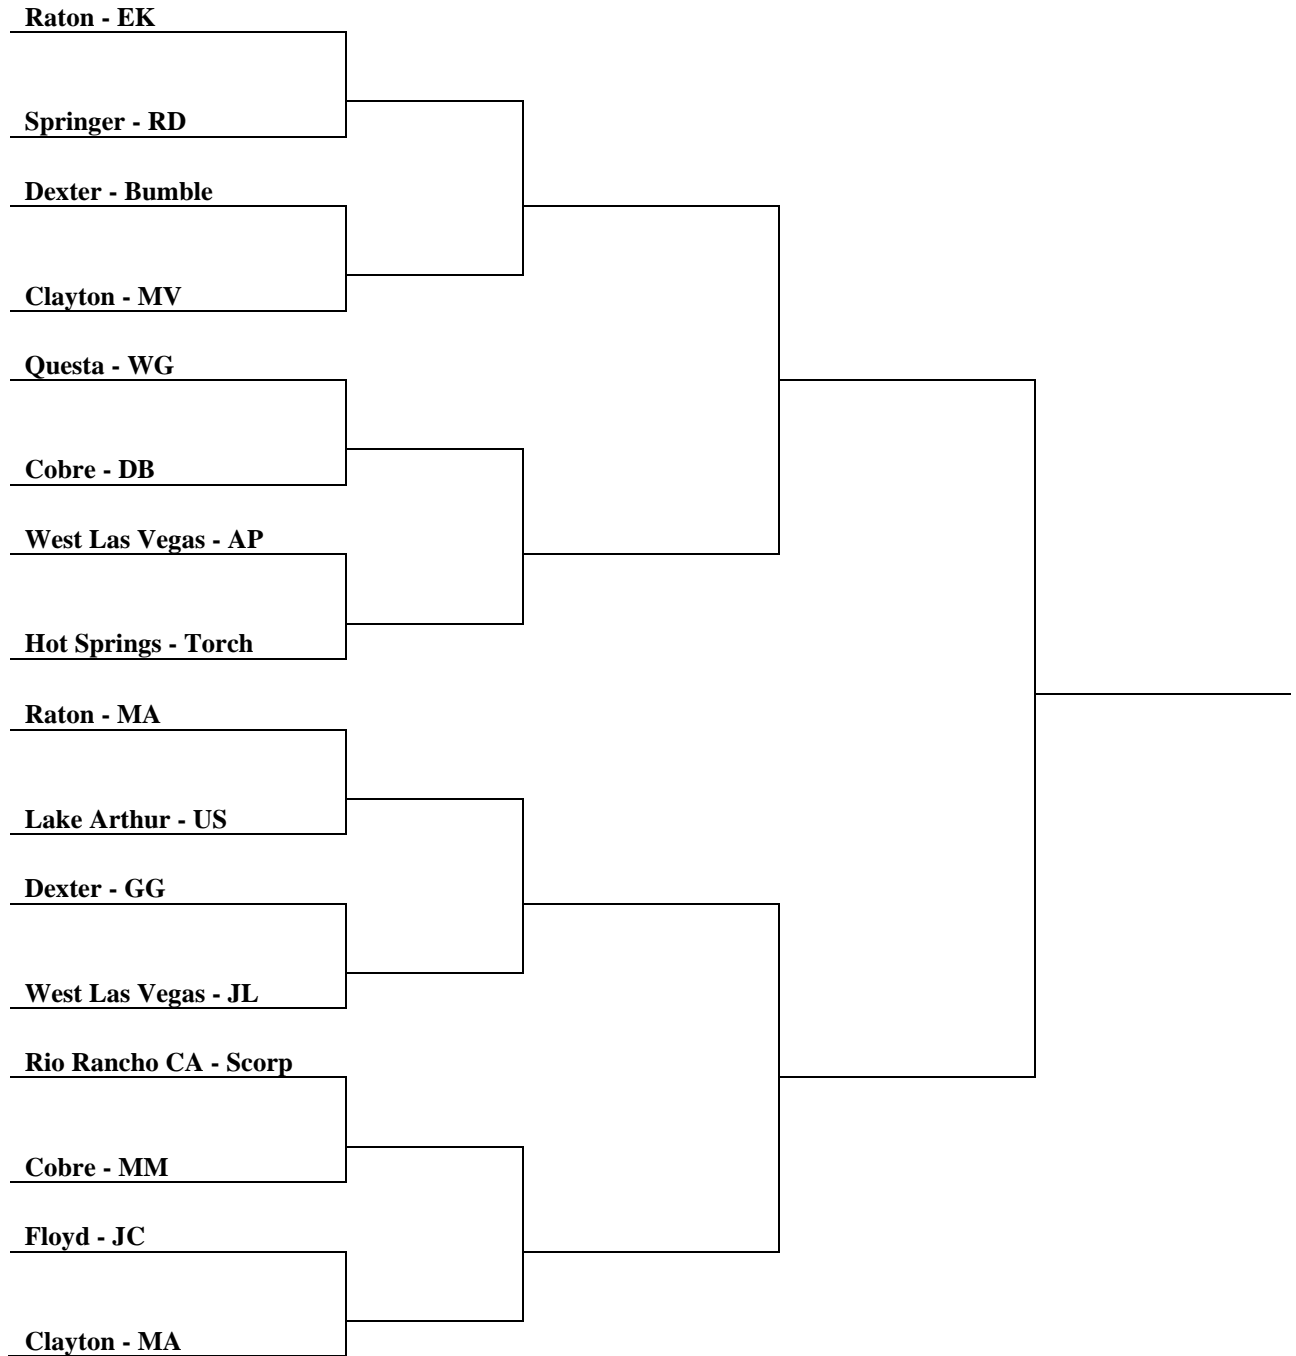 Raton - EK
Springer - RD
Dexter - Bumble
Clayton - MV
Questa - WG
Cobre - DB
West Las Vegas - AP
Hot Springs - Torch
Raton - MA
Lake Arthur - US
Dexter - GG
West Las Vegas - JL
Rio Rancho CA - Scorp
Cobre - MM
Floyd - JC
Clayton - MA